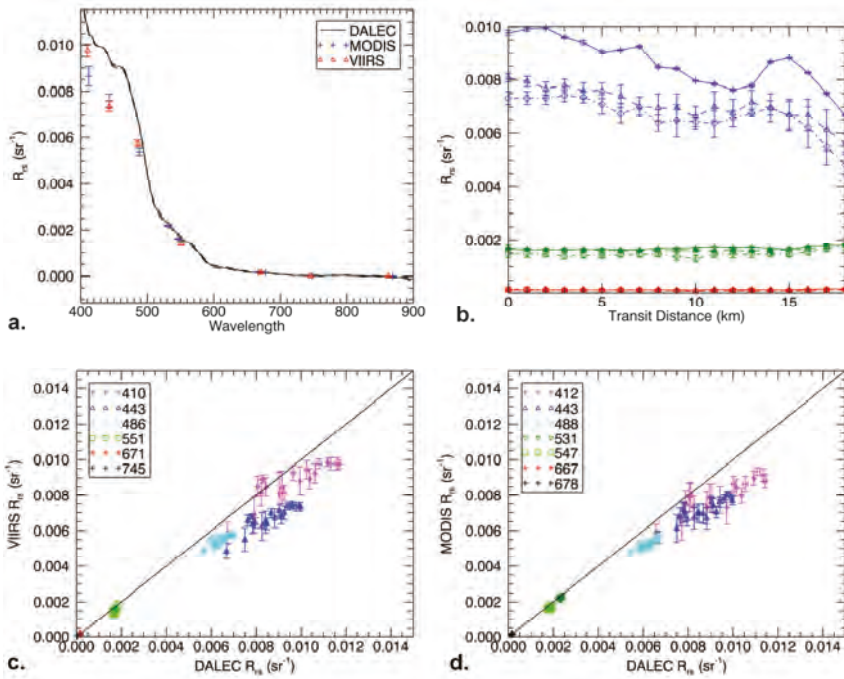 DALEC
MODIS
VIIRS
0.010
0.008
0.006
0.004
0.002
0.000
R_rs (sr⁻¹)
400 500 600 700 800 900
Wavelength
a.
0.010
0.008
0.006
0.004
0.002
R_rs (sr⁻¹)
0 5 10 15
Transit Distance (km)
b.
0.014
0.012
0.010
0.008
0.006
0.004
0.002
0.000
VIIRS R_rs (sr⁻¹)
410
443
486
551
671
745
0.000 0.002 0.004 0.006 0.008 0.010 0.012 0.014
DALEC R_rs (sr⁻¹)
c.
0.014
0.012
0.010
0.008
0.006
0.004
0.002
0.000
MODIS R_rs (sr⁻¹)
412
443
488
531
547
667
678
0.000 0.002 0.004 0.006 0.008 0.010 0.012 0.014
DALEC R_rs (sr⁻¹)
d.